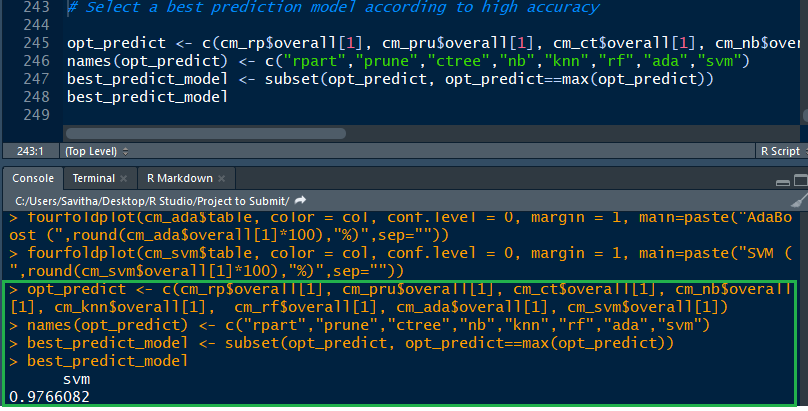 243 # Select a best prediction model according to high accuracy
244
245 opt_predict <- c(cm_rp$overall[1], cm_pru$overall[1], cm_ct$overall[1], cm_nb$over
246 names(opt_predict) <- c("rpart","prune","ctree","nb","knn","rf","ada","svm")
247 best_predict_model <- subset(opt_predict, opt_predict==max(opt_predict))
248 best_predict_model
249
243:1 (Top Level) R Script
Console Terminal R Markdown
C:/Users/Savitha/Desktop/R Studio/Project to Submit/
> fourfoldplot(cm_ada$table, color = col, conf.level = 0, margin = 1, main=paste("AdaBo
ost (",round(cm_ada$overall[1]*100),"%)",sep=""))
> fourfoldplot(cm_svm$table, color = col, conf.level = 0, margin = 1, main=paste("SVM (
",round(cm_svm$overall[1]*100),"%)",sep=""))
> opt_predict <- c(cm_rp$overall[1], cm_pru$overall[1], cm_ct$overall[1], cm_nb$overall
[1], cm_knn$overall[1],  cm_rf$overall[1], cm_ada$overall[1], cm_svm$overall[1])
> names(opt_predict) <- c("rpart","prune","ctree","nb","knn","rf","ada","svm")
> best_predict_model <- subset(opt_predict, opt_predict==max(opt_predict))
> best_predict_model
svm
0.9766082